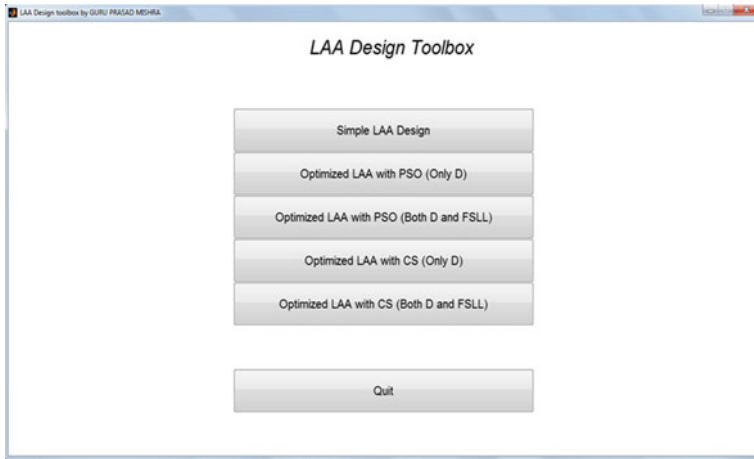 LAA Design toolbox by GURU PRASAD MISHRA
LAA Design Toolbox
Simple LAA Design
Optimized LAA with PSO (Only D)
Optimized LAA with PSO (Both D and FSLL)
Optimized LAA with CS (Only D)
Optimized LAA with CS (Both D and FSLL)
Quit